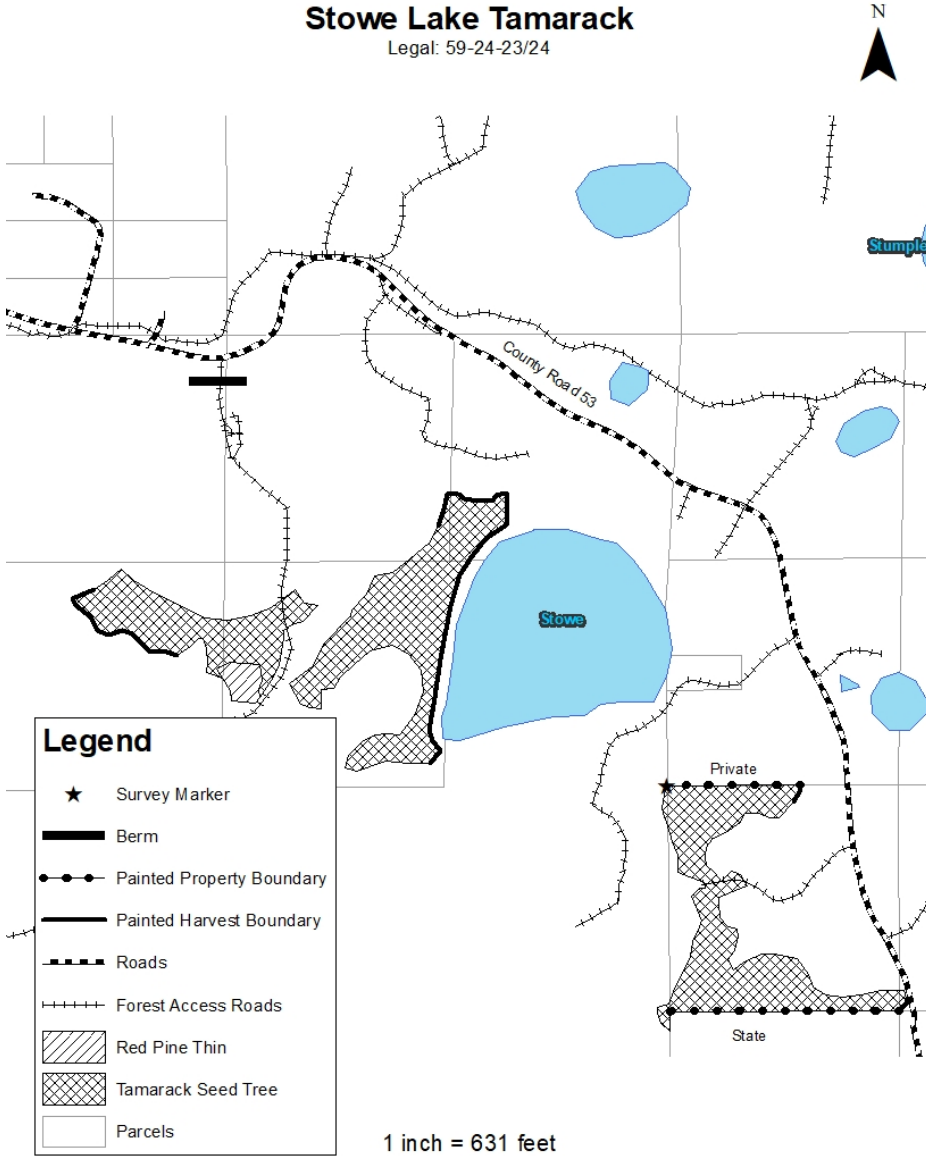 Stowe Lake Tamarack
Legal: 59-24-23/24
N
Stumple
County Road 53
Stowe
Private
State
Legend
Survey Marker
Berm
Painted Property Boundary
Painted Harvest Boundary
Roads
Forest Access Roads
Red Pine Thin
Tamarack Seed Tree
Parcels
1 inch = 631 feet